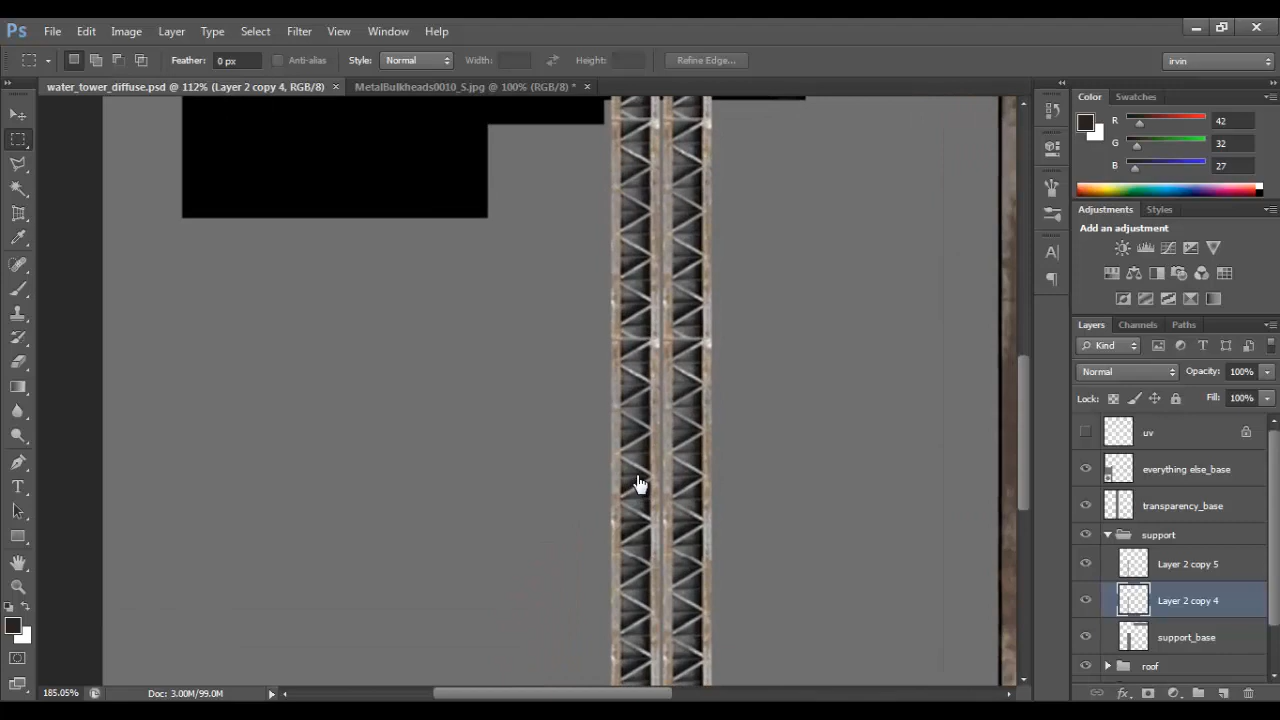 Ps File Edit Image Layer Type Select Filter View Window Help
Feather: 0 px Anti-alias Style: Normal Width: Height: Refine Edge... irvin
water_tower_diffuse.psd @ 112% (Layer 2 copy 4, RGB/8) × MetalBulkheads0010_S.jpg @ 100% (RGB/8) * ×
Color Swatches
R 42
G 32
B 27
Adjustments Styles
Add an adjustment
Layers Channels Paths
Kind
Normal Opacity: 100%
Lock: Fill: 100%
uv
everything else_base
transparency_base
support
Layer 2 copy 5
Layer 2 copy 4
support_base
roof
185.05% Doc: 3.00M/99.0M